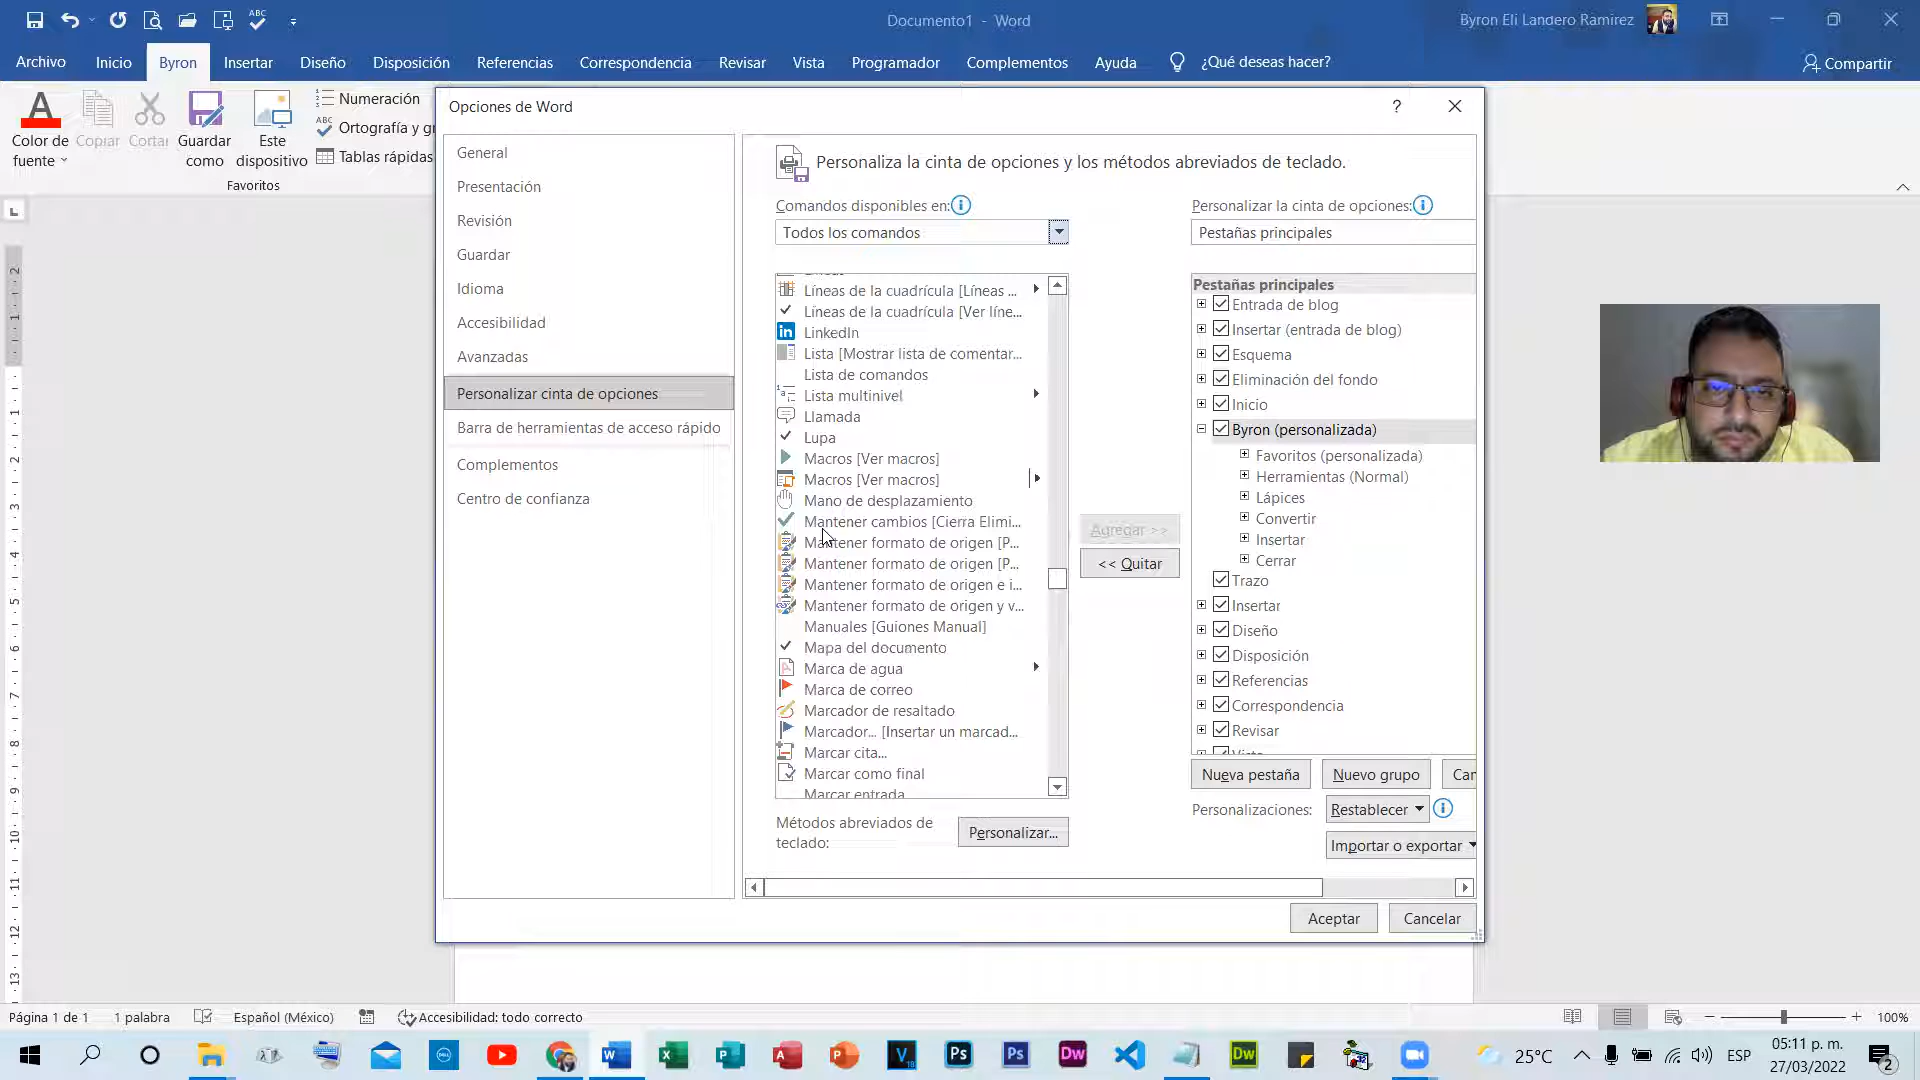 Documento1 - Word
Byron Eli Landero Ramirez
Archivo Inicio Byron Insertar Diseño Disposición Referencias Correspondencia Revisar Vista Programador Complementos Ayuda ¿Qué deseas hacer? Compartir
Color de fuente
Copiar
Cortar
Guardar como
Este dispositivo
Numeración
Ortografía y gr
Tablas rápidas
Favoritos
Opciones de Word
General
Presentación
Revisión
Guardar
Idioma
Accesibilidad
Avanzadas
Personalizar cinta de opciones
Barra de herramientas de acceso rápido
Complementos
Centro de confianza
Personaliza la cinta de opciones y los métodos abreviados de teclado.
Comandos disponibles en:
Todos los comandos
Líneas de la cuadrícula [Líneas ...
Líneas de la cuadrícula [Ver líne...
LinkedIn
Lista [Mostrar lista de comentar...
Lista de comandos
Lista multinivel
Llamada
Lupa
Macros [Ver macros]
Macros [Ver macros]
Mano de desplazamiento
Mantener cambios [Cierra Elimi...
Mantener formato de origen [P...
Mantener formato de origen [P...
Mantener formato de origen e i...
Mantener formato de origen y v...
Manuales [Guiones Manual]
Mapa del documento
Marca de agua
Marca de correo
Marcador de resaltado
Marcador... [Insertar un marcad...
Marcar cita...
Marcar como final
Marcar entrada
Métodos abreviados de teclado:
Personalizar...
Agregar >>
<< Quitar
Personalizar la cinta de opciones:
Pestañas principales
Pestañas principales
Entrada de blog
Insertar (entrada de blog)
Esquema
Eliminación del fondo
Inicio
Byron (personalizada)
Favoritos (personalizada)
Herramientas (Normal)
Lápices
Convertir
Insertar
Cerrar
Trazo
Insertar
Diseño
Disposición
Referencias
Correspondencia
Revisar
Nueva pestaña
Nuevo grupo
Personalizaciones:
Restablecer
Importar o exportar
Aceptar
Cancelar
Página 1 de 1 1 palabra Español (México) Accesibilidad: todo correcto 100%
25°C ESP
05:11 p. m.
27/03/2022